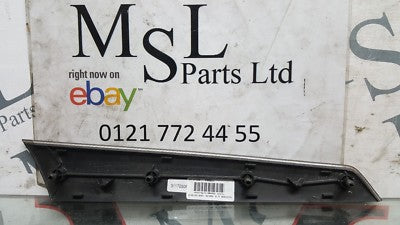 MSL
Parts Ltd
right now on
ebay
0121 772 44 55